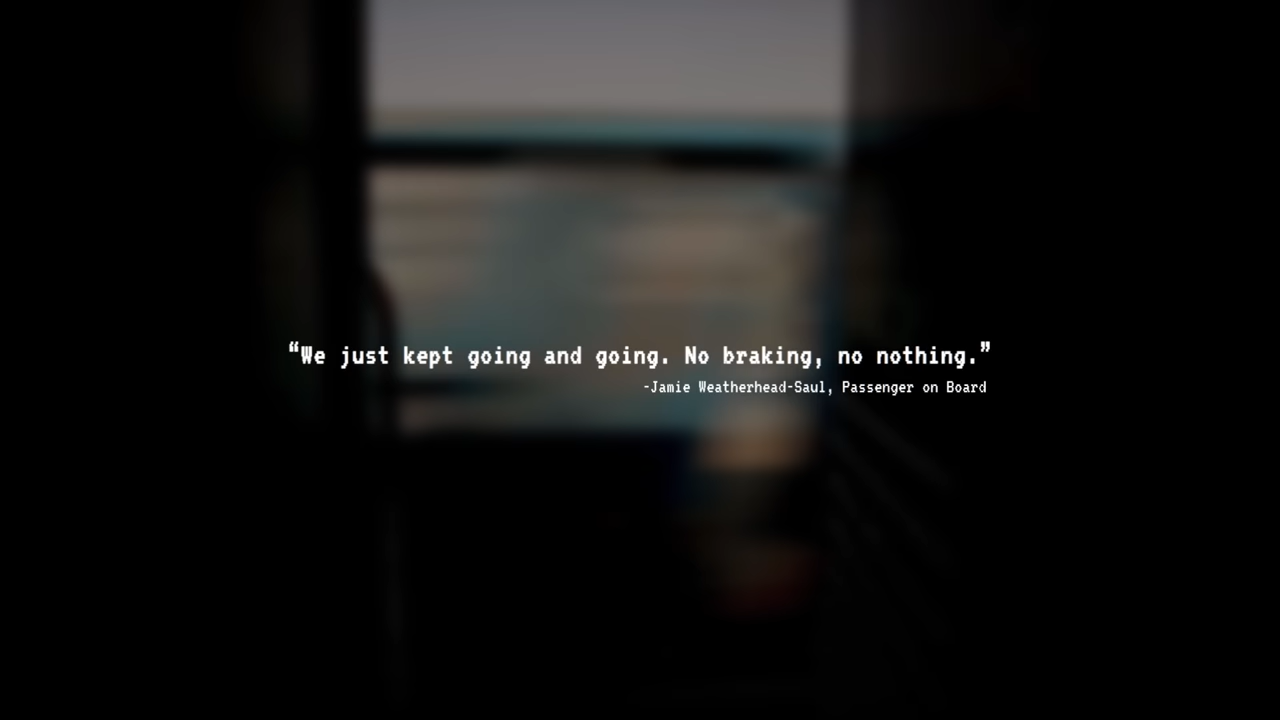 “We just kept going and going. No braking, no nothing.”
-Jamie Weatherhead-Saul, Passenger on Board